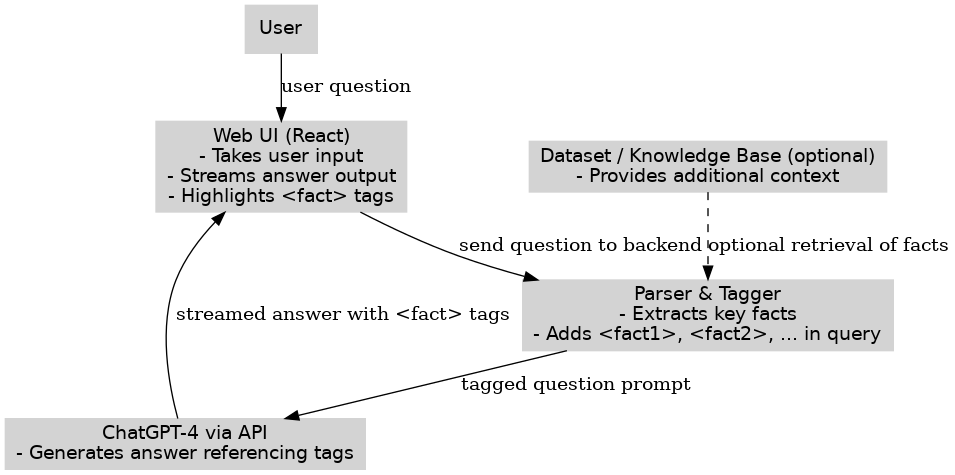 User
user question
Web UI (React)
- Takes user input
- Streams answer output
- Highlights <fact> tags
Dataset / Knowledge Base (optional)
- Provides additional context
send question to backend
optional retrieval of facts
Parser & Tagger
- Extracts key facts
- Adds <fact1>, <fact2>, ... in query
streamed answer with <fact> tags
tagged question prompt
ChatGPT-4 via API
- Generates answer referencing tags